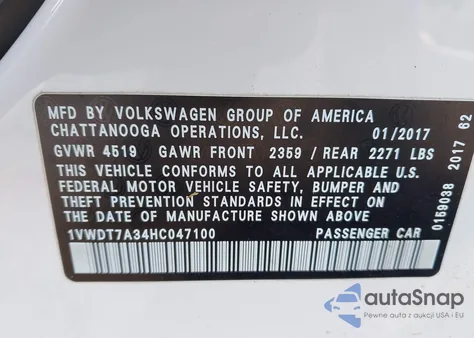 MFD BY VOLKSWAGEN GROUP OF AMERICA
CHATTANOOGA OPERATIONS, LLC. 01/2017
GVWR 4519 GAWR FRONT 2359 / REAR 2271 LBS
THIS VEHICLE CONFORMS TO ALL APPLICABLE
FEDERAL MOTOR VEHICLE SAFETY, BUMPER AND
THEFT PREVENTION STANDARDS IN EFFECT ON
THE DATE OF MANUFACTURE SHOWN ABOVE
1VWDT7A34HC047100 PASSENGER CAR
0159038 2017 62
autoSnap
Pewne auta z aukcji USA i EU